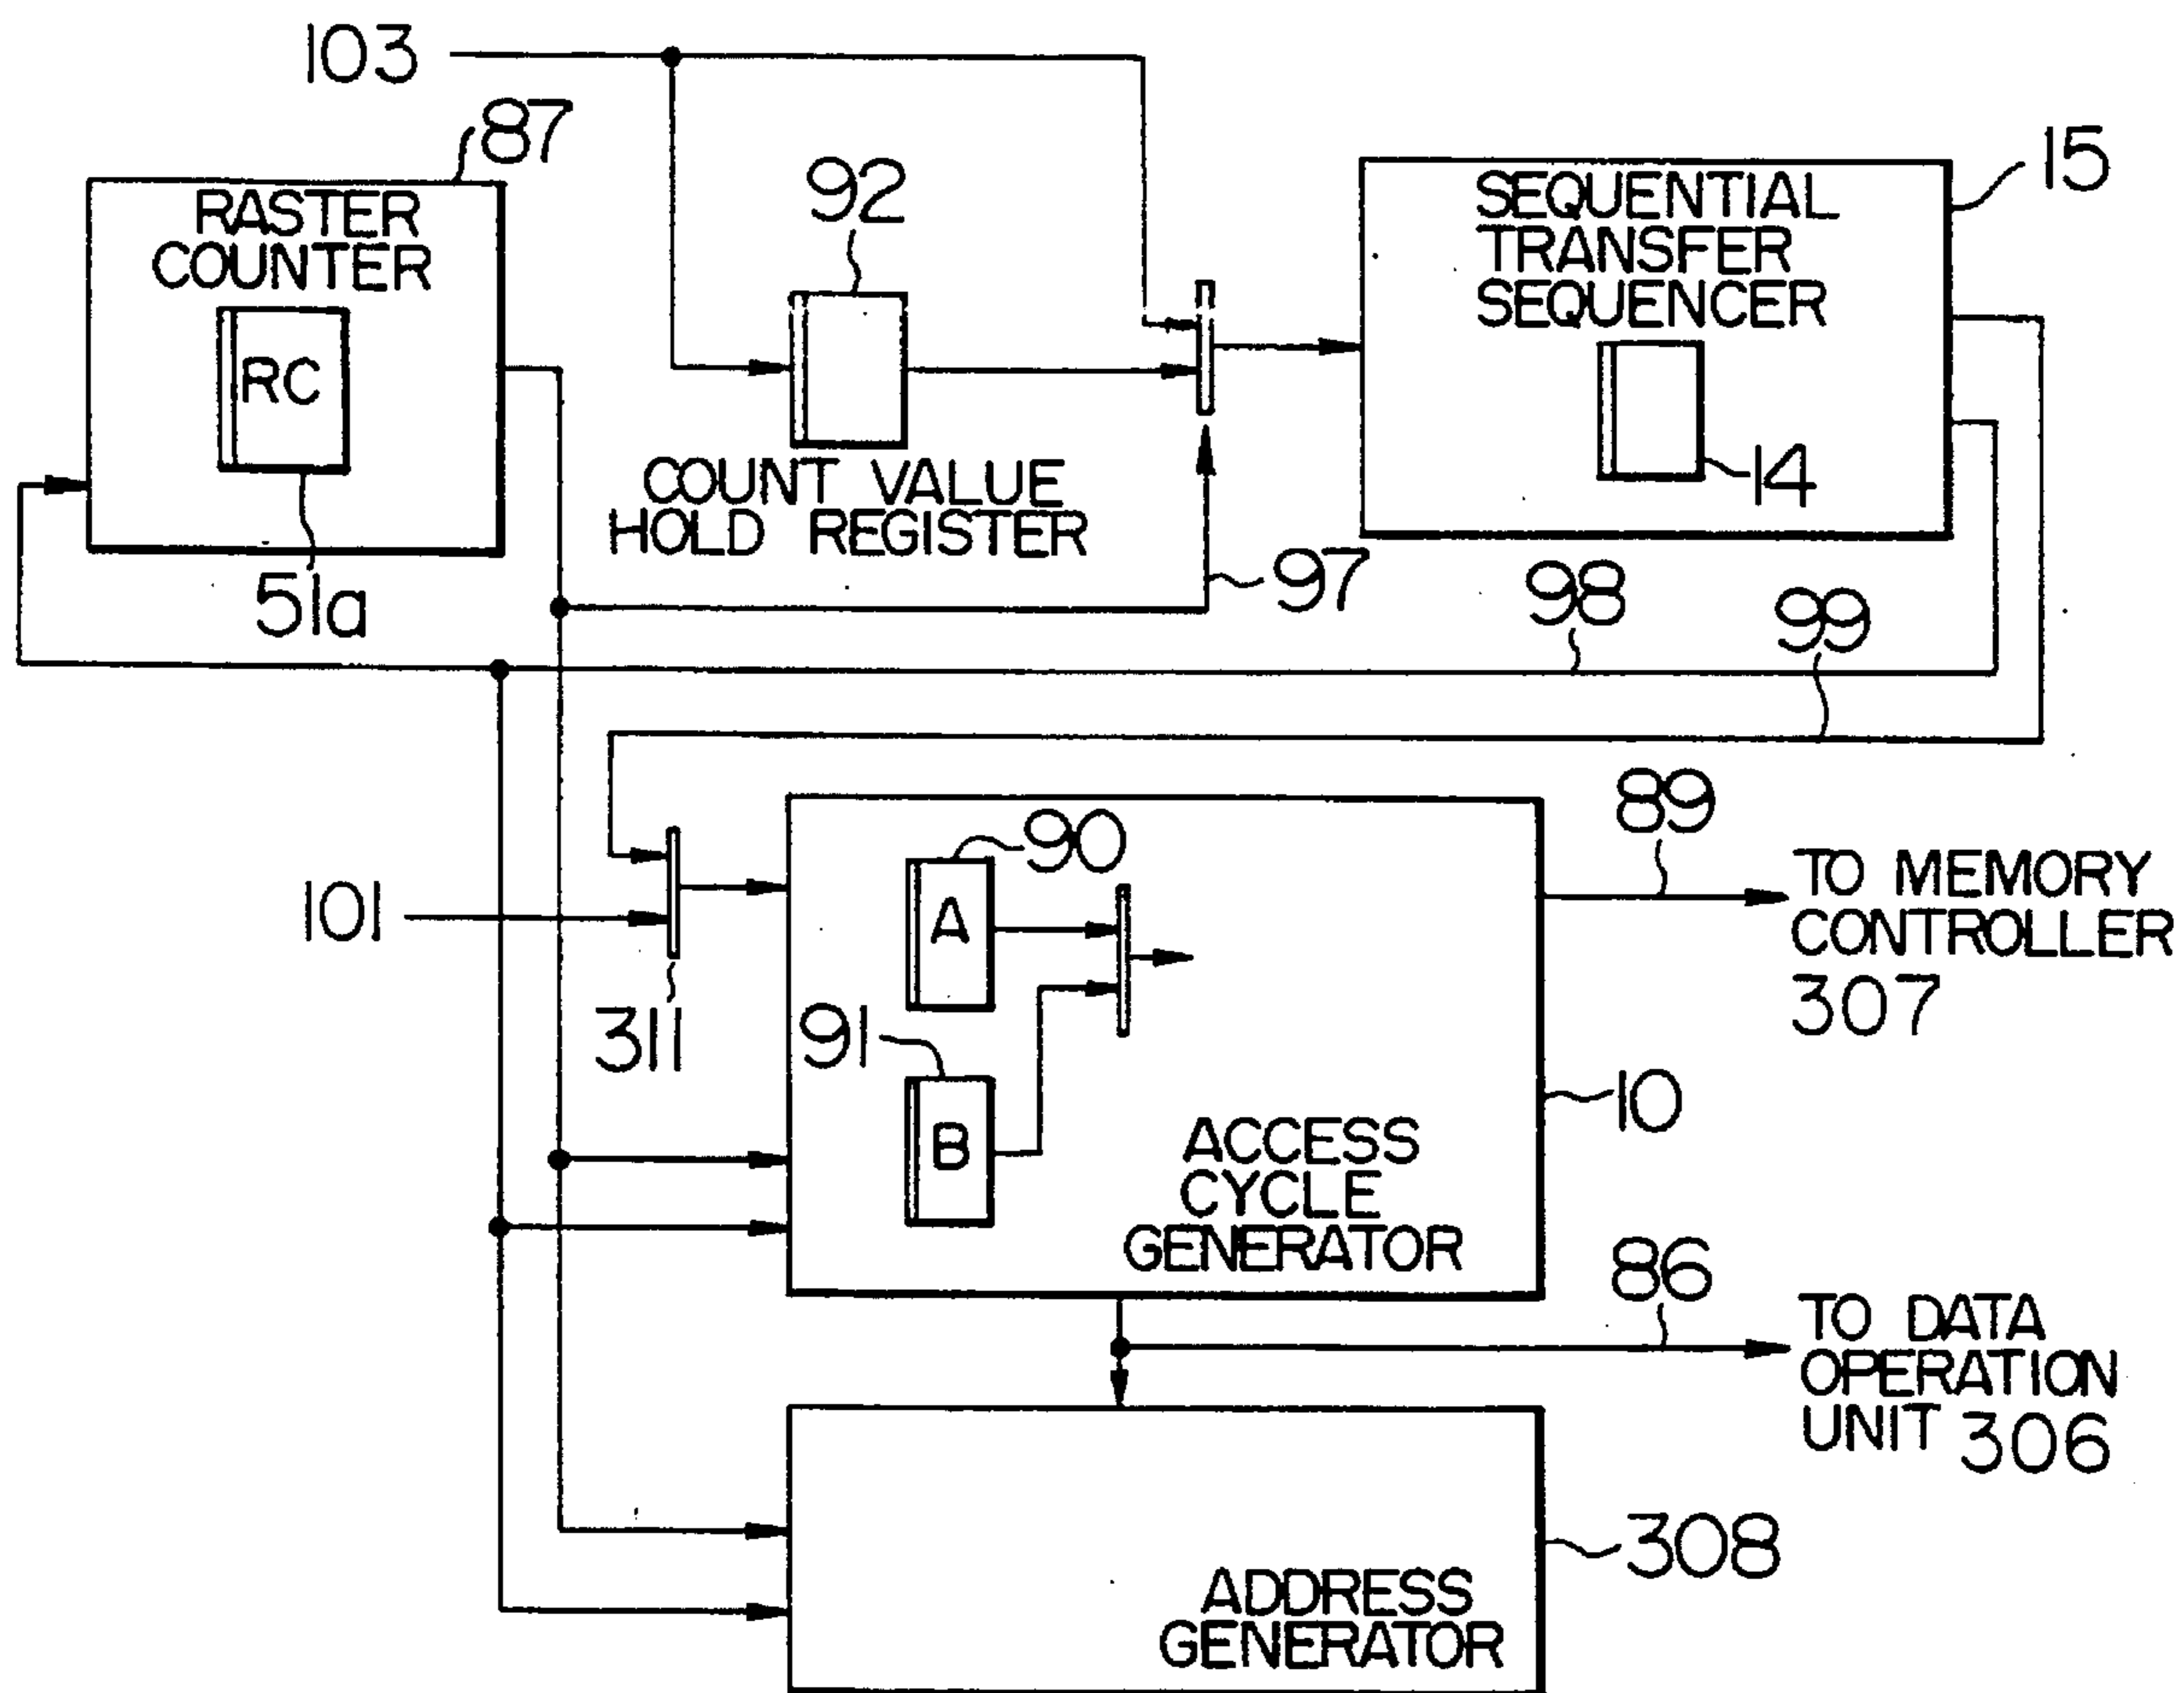 103
87
RASTER
COUNTER
RC
51a
92
COUNT VALUE
HOLD REGISTER
15
SEQUENTIAL
TRANSFER
SEQUENCER
14
97
98
99
101
311
90
A
91
B
ACCESS
CYCLE
GENERATOR
10
89
TO MEMORY
CONTROLLER
307
86
TO DATA
OPERATION
UNIT 306
308
ADDRESS
GENERATOR